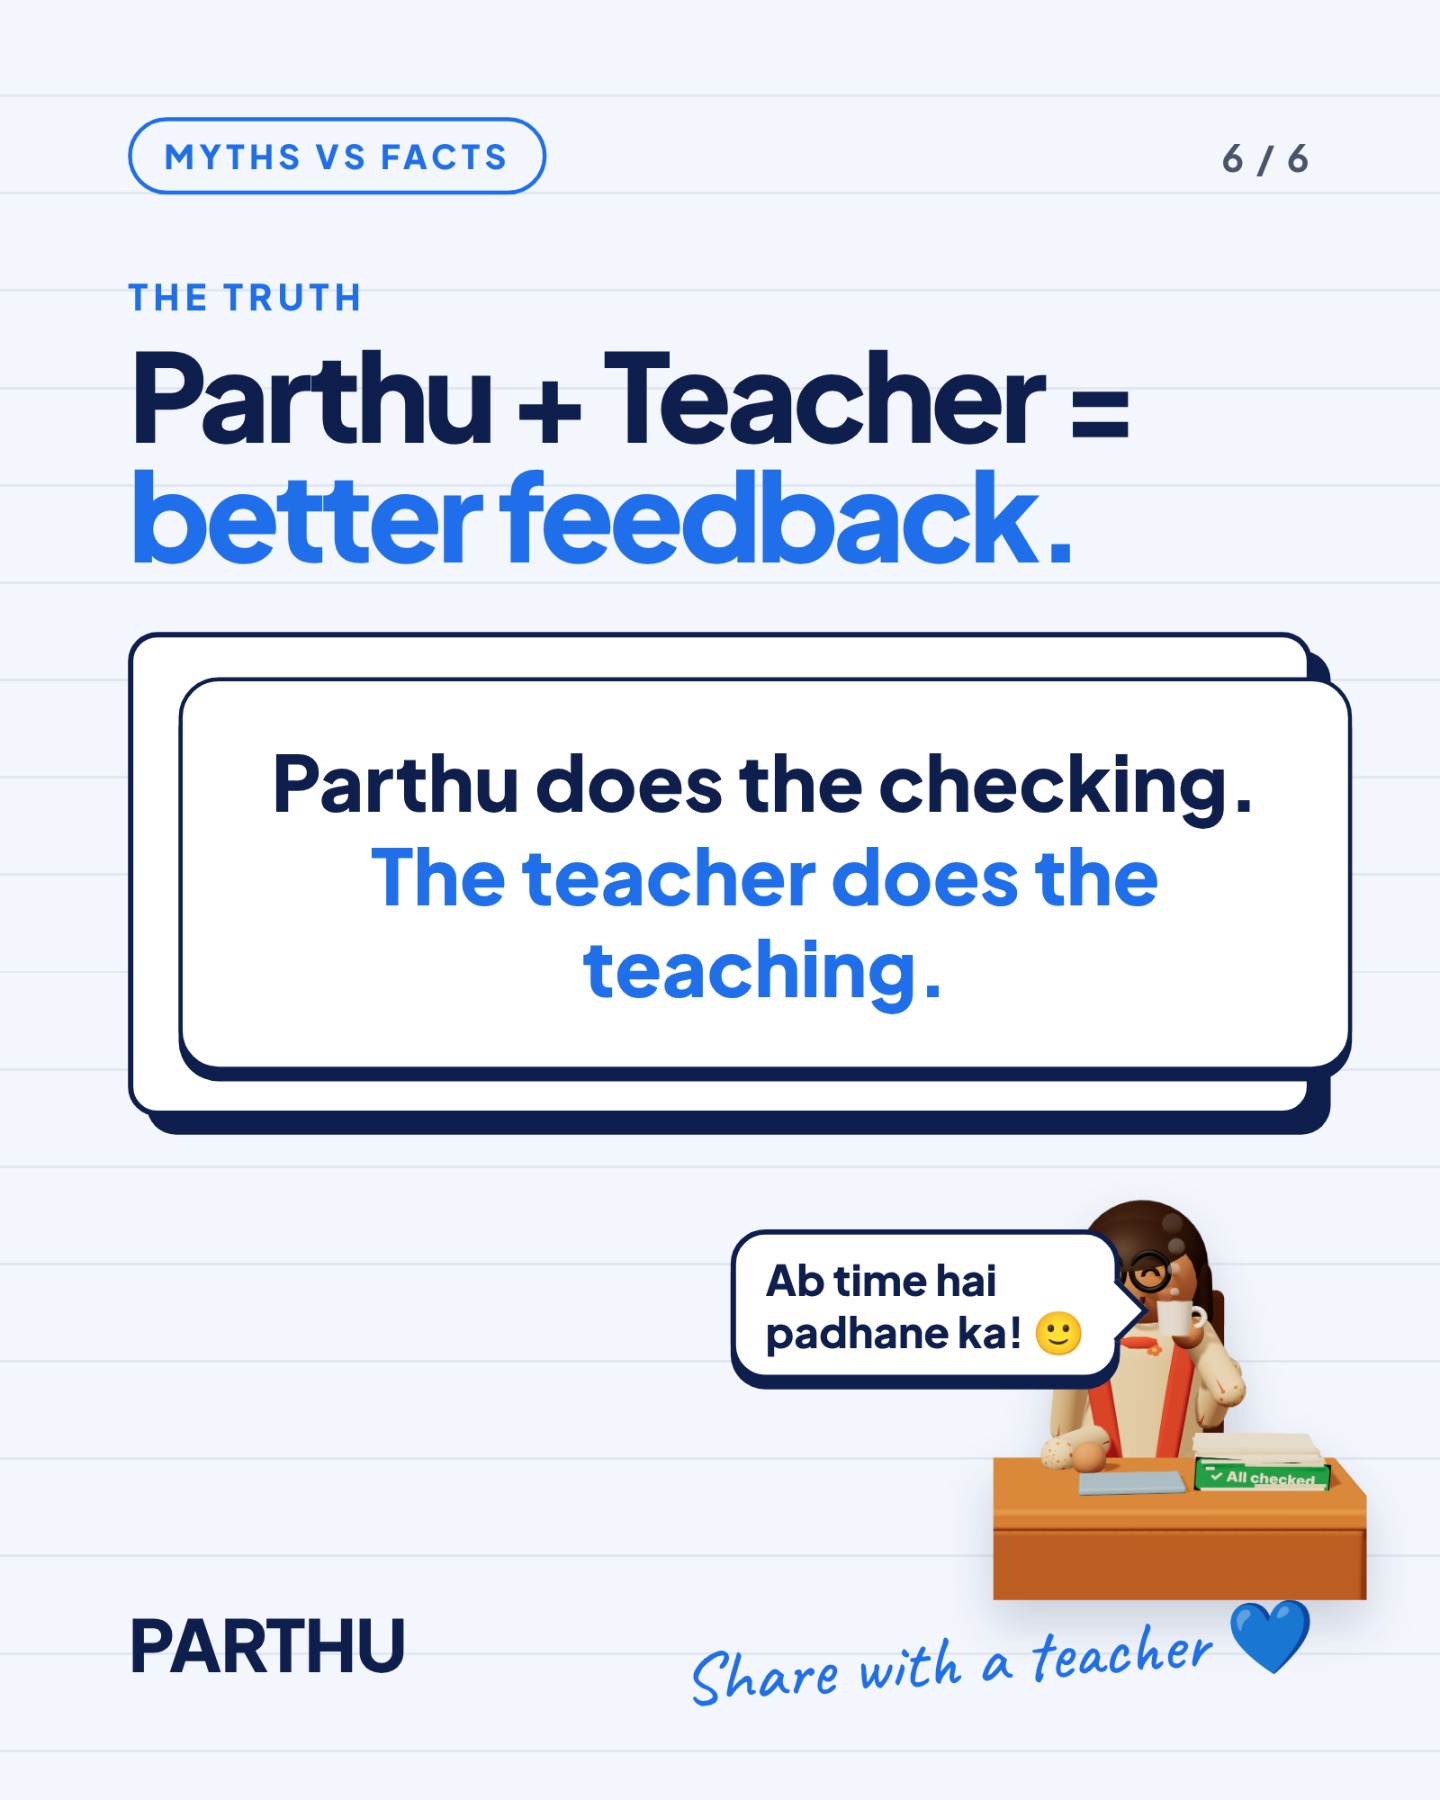 MYTHS VS FACTS
6 / 6
THE TRUTH
Parthu + Teacher =
better feedback.
Parthu does the checking.
The teacher does the
teaching.
Ab time hai
padhane ka! 🙂
✓ All checked
PARTHU
Share with a teacher 💙